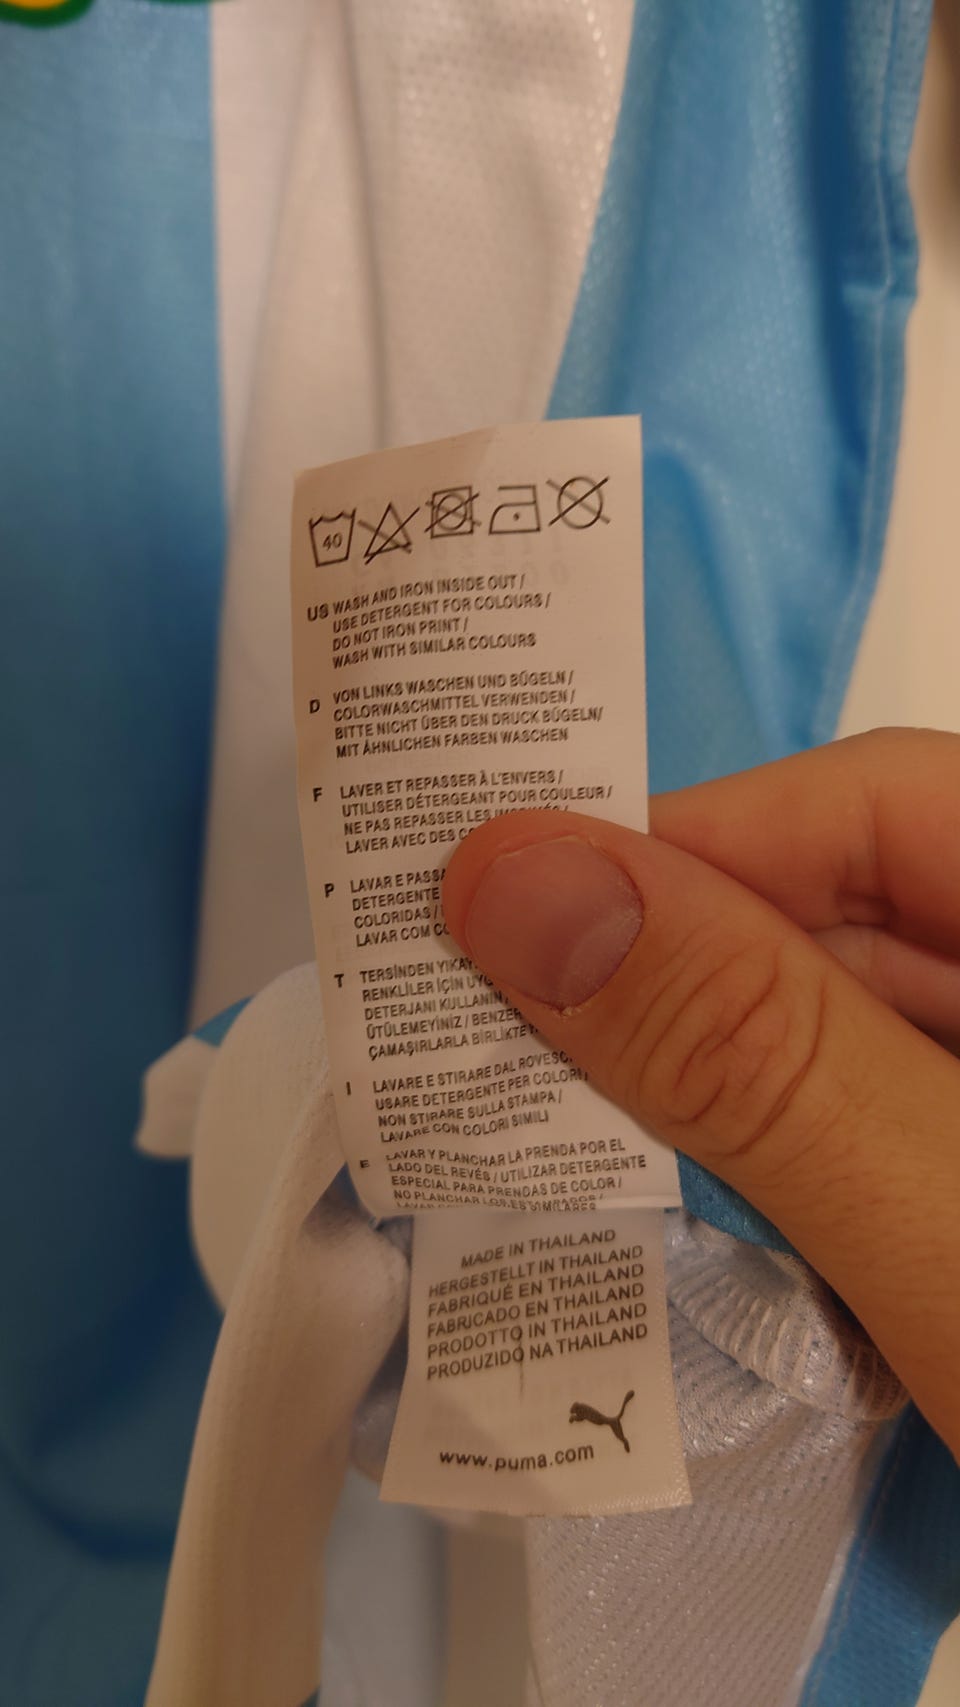 40
US WASH AND IRON INSIDE OUT /
USE DETERGENT FOR COLOURS /
DO NOT IRON PRINT /
WASH WITH SIMILAR COLOURS
D VON LINKS WASCHEN UND BÜGELN /
COLORWASCHMITTEL VERWENDEN /
BITTE NICHT ÜBER DEN DRUCK BÜGELN/
MIT ÄHNLICHEN FARBEN WASCHEN
F LAVER ET REPASSER À L'ENVERS /
UTILISER DÉTERGEANT POUR COULEUR /
NE PAS REPASSER LES
LAVER AVEC DES
P LAVAR E
DETERGENTE
COLORIDAS /
LAVAR COM
T TERSİNDEN
RENKLİLER İÇİN
DETERJANI KULLANIN/
ÜTÜLEMEYİNİZ /
ÇAMAŞIRLARLA
I LAVARE E STIRARE DAL
USARE DETERGENTE PER COLORI /
NON STIRARE SULLA STAMPA /
LAVARE CON COLORI SIMILI
E LAVAR Y PLANCHAR LA PRENDA POR EL
LADO DEL REVÉS / UTILIZAR DETERGENTE
ESPECIAL PARA PRENDAS DE COLOR /
NO PLANCHAR LOS ESTAMPADOS /
MADE IN THAILAND
HERGESTELLT IN THAILAND
FABRIQUÉ EN THAILAND
FABRICADO EN THAILAND
PRODOTTO IN THAILAND
PRODUZIDO NA THAILAND
www.puma.com